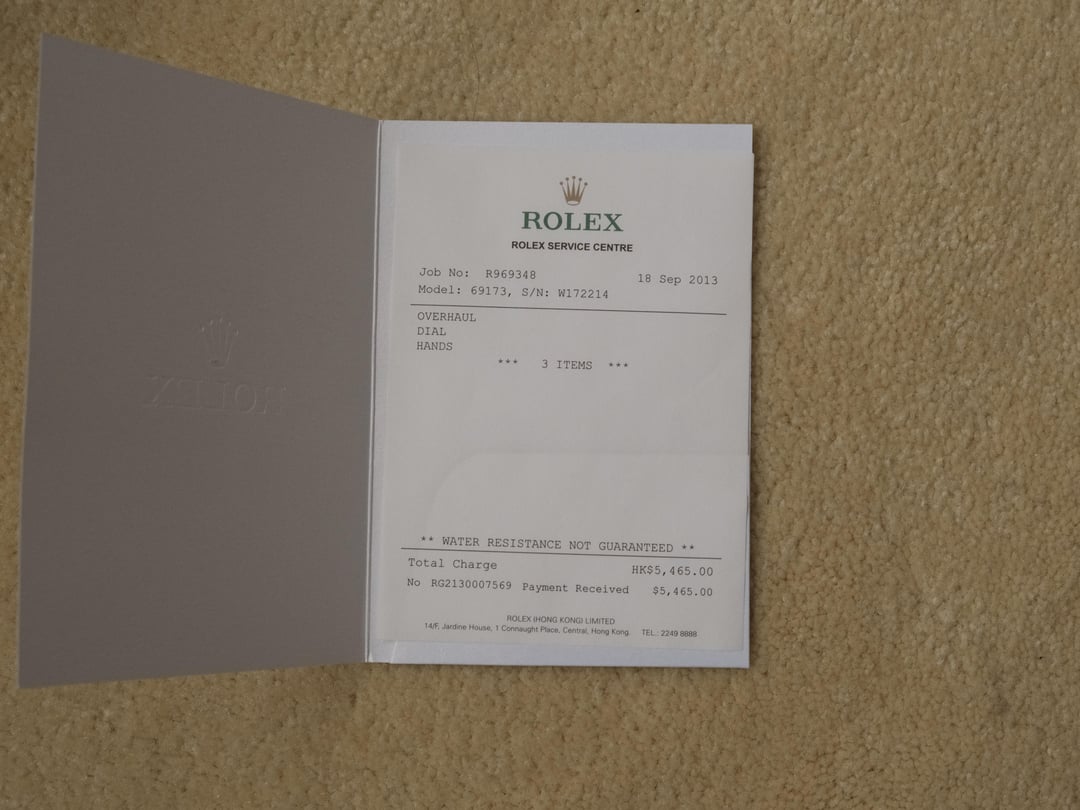 ROLEX
ROLEX
ROLEX SERVICE CENTRE
Job No: R969348 18 Sep 2013
Model: 69173, S/N: W172214
OVERHAUL
DIAL
HANDS
*** 3 ITEMS ***
** WATER RESISTANCE NOT GUARANTEED **
Total Charge HK$5,465.00
No RG2130007569 Payment Received $5,465.00
ROLEX (HONG KONG) LIMITED
14/F, Jardine House, 1 Connaught Place, Central, Hong Kong. TEL.: 2249 8888